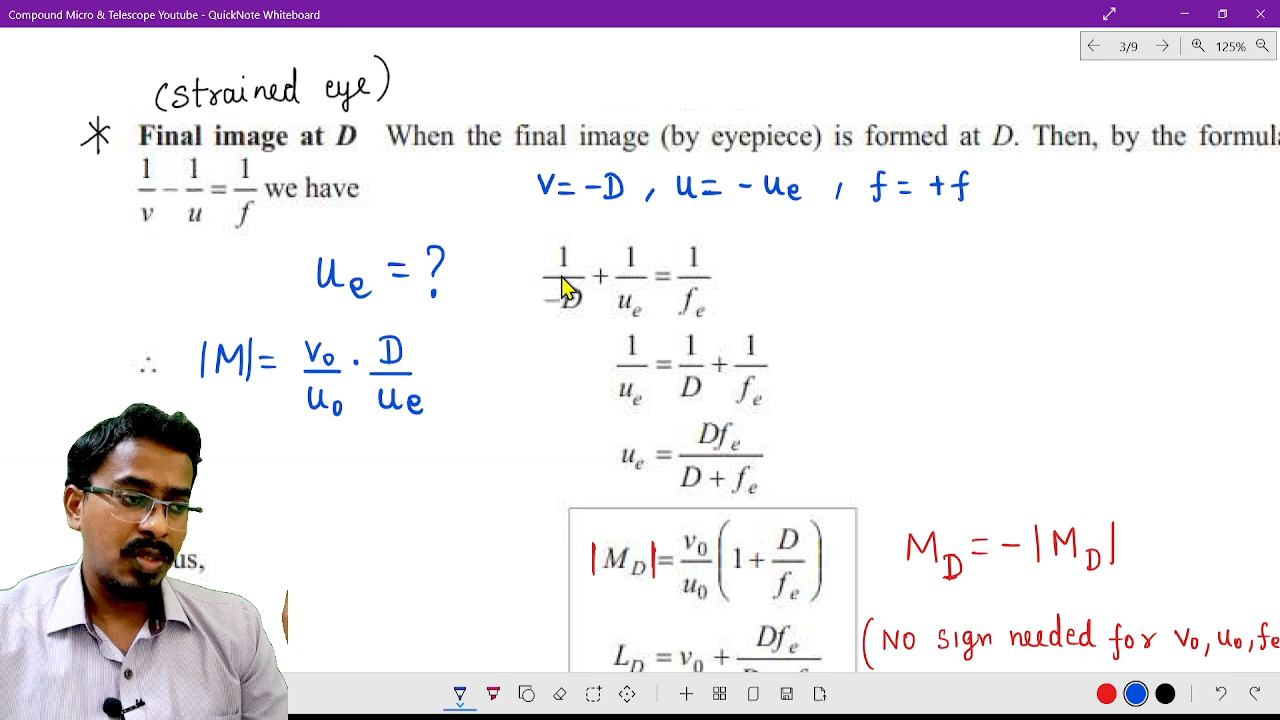 Compound Micro & Telescope Youtube - QuickNote Whiteboard
3/9 125%
(strained eye)
* Final image at D When the final image (by eyepiece) is formed at D. Then, by the formula
1/v - 1/u = 1/f we have
v = -D , u = - ue , f = +f
ue = ?
1/-D + 1/ue = 1/fe
∴ |M| = v0/u0 · D/ue
1/ue = 1/D + 1/fe
ue = Dfe/(D + fe)
|MD| = v0/u0 (1 + D/fe)
MD = - |MD|
(NO sign needed for v0, u0, fe
LD = v0 + Dfe